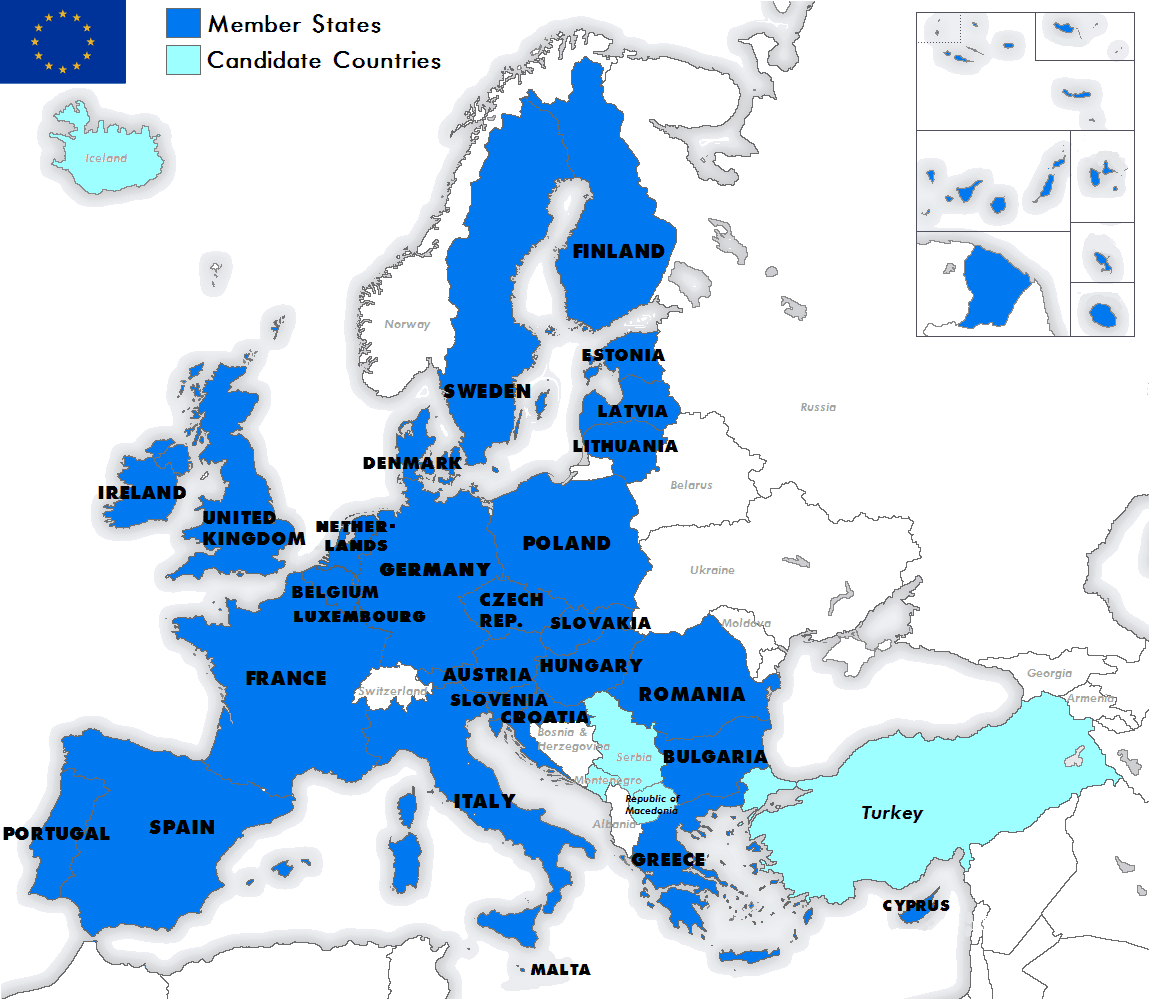 Member States
Candidate Countries
Iceland
FINLAND
Norway
ESTONIA
SWEDEN
LATVIA
Russia
LITHUANIA
DENMARK
Belarus
IRELAND
UNITED
KINGDOM
NETHER-
LANDS
POLAND
GERMANY
Ukraine
BELGIUM
CZECH
REP.
LUXEMBOURG
SLOVAKIA
Moldova
HUNGARY
FRANCE
AUSTRIA
Switzerland
ROMANIA
Georgia
SLOVENIA
Armenia
CROATIA
Bosnia &
Herzegovina
Serbia
BULGARIA
Montenegro
Republic of
Macedonia
ITALY
Turkey
Albania
PORTUGAL
SPAIN
GREECE
CYPRUS
MALTA